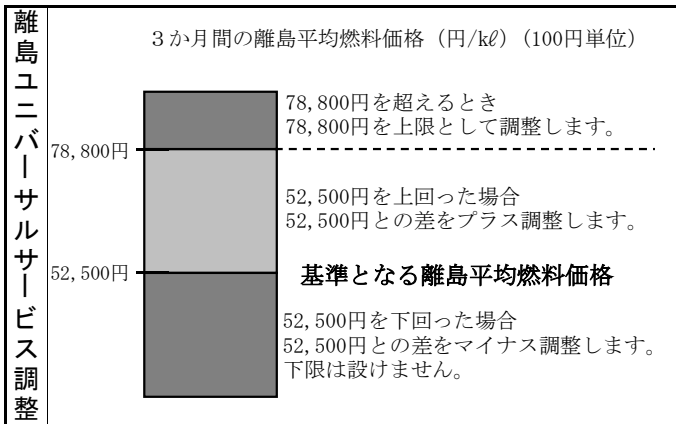 離島ユニバーサルサービス調整
３か月間の離島平均燃料価格（円/kℓ）（100円単位）
78,800円を超えるとき
78,800円を上限として調整します。
78,800円
52,500円を上回った場合
52,500円との差をプラス調整します。
52,500円
基準となる離島平均燃料価格
52,500円を下回った場合
52,500円との差をマイナス調整します。
下限は設けません。